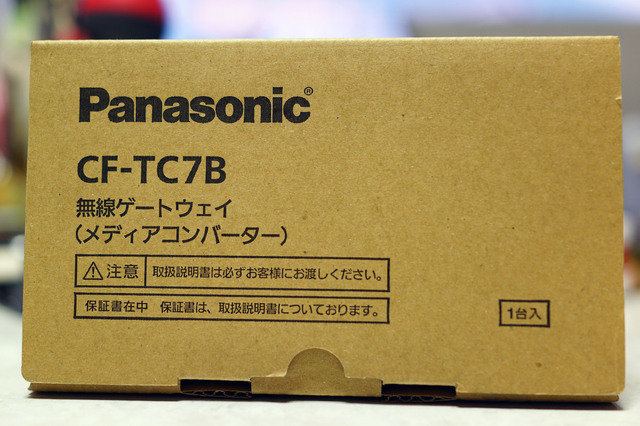 Panasonic®
CF-TC7B
無線ゲートウェイ
(メディアコンバーター)
⚠注意 取扱説明書は必ずお客様にお渡しください。
保証書在中 保証書は、取扱説明書についております。
1台入